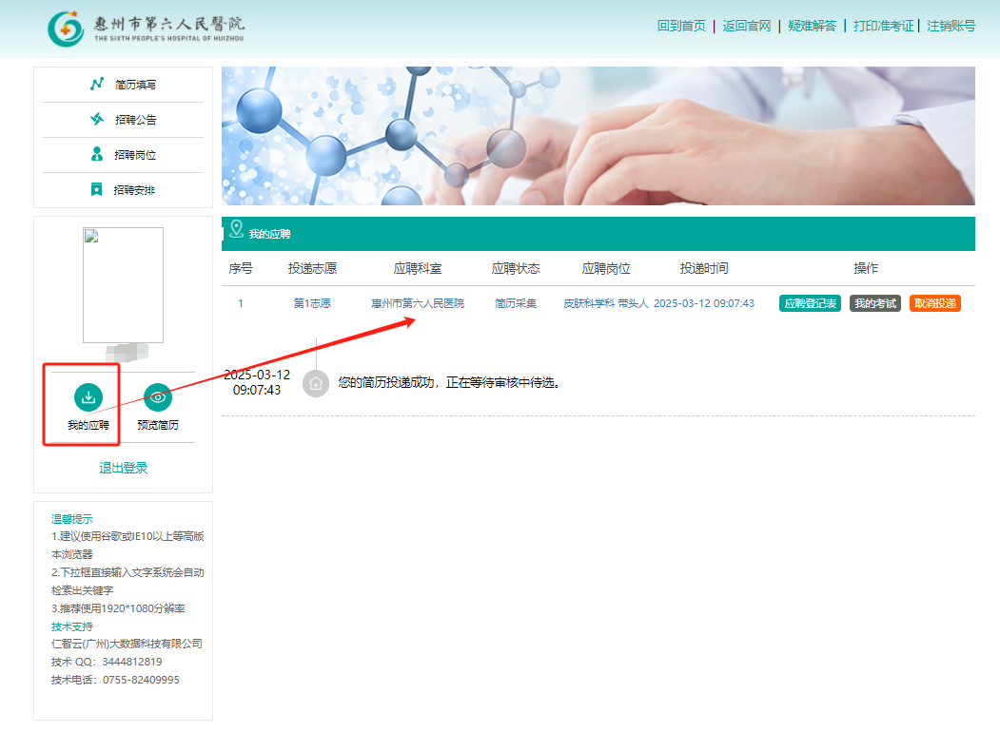 惠州市第六人民醫院
THE SIXTH PEOPLE'S HOSPITAL OF HUIZHOU
回到首页 | 返回官网 | 疑难解答 | 打印准考证 | 注销账号
简历填写
招聘公告
招聘岗位
招聘安排
我的应聘
预览简历
退出登录
温馨提示
1.建议使用谷歌或IE10以上等高版
本浏览器
2.下拉框直接输入文字系统会自动
检索出关键字
3.推荐使用1920*1080分辨率
技术支持
仁智云(广州)大数据科技有限公司
技术 QQ：3444812819
技术电话：0755-82409995
我的应聘
序号 投递志愿 应聘科室 应聘状态 应聘岗位 投递时间 操作
1 第1志愿 惠州市第六人民医院 简历采集 皮肤科学科 带头人 2025-03-12 09:07:43 应聘登记表 我的考试 取消投递
2025-03-12
09:07:43
您的简历投递成功，正在等待审核中待选。